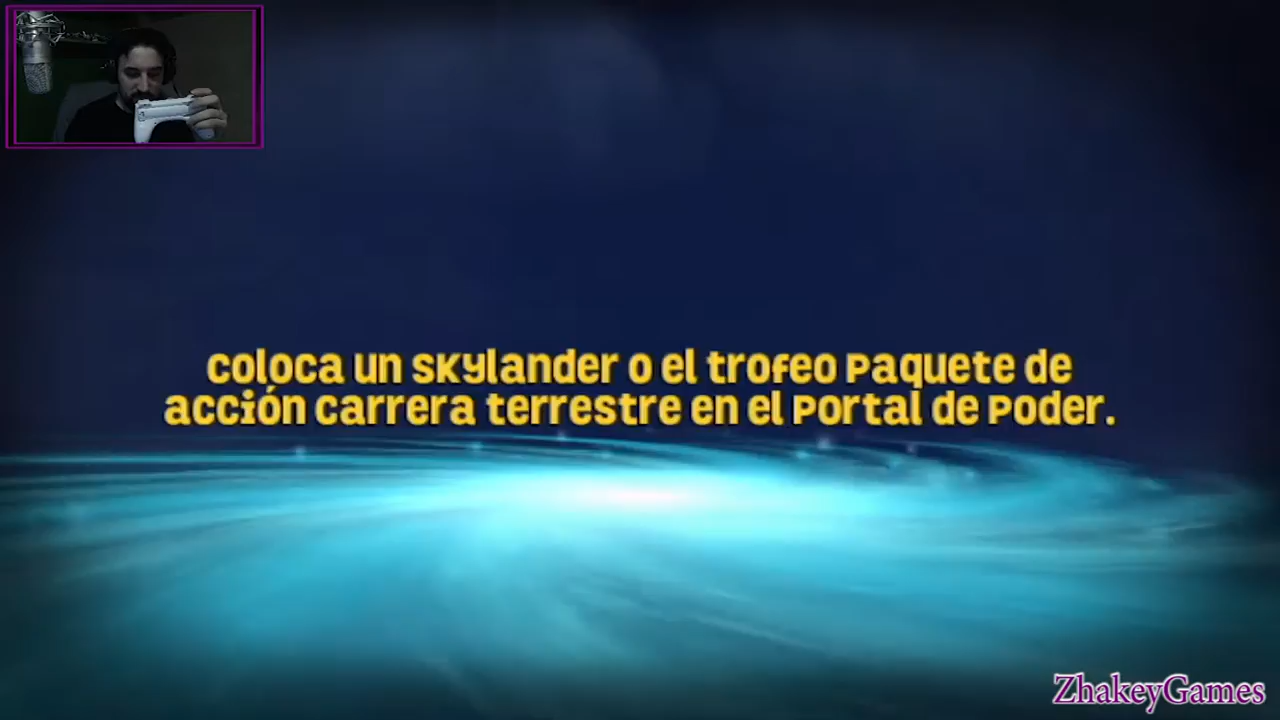 Coloca un Skylander o el trofeo Paquete de
acción Carrera terrestre en el Portal de Poder.
ZhakeyGames